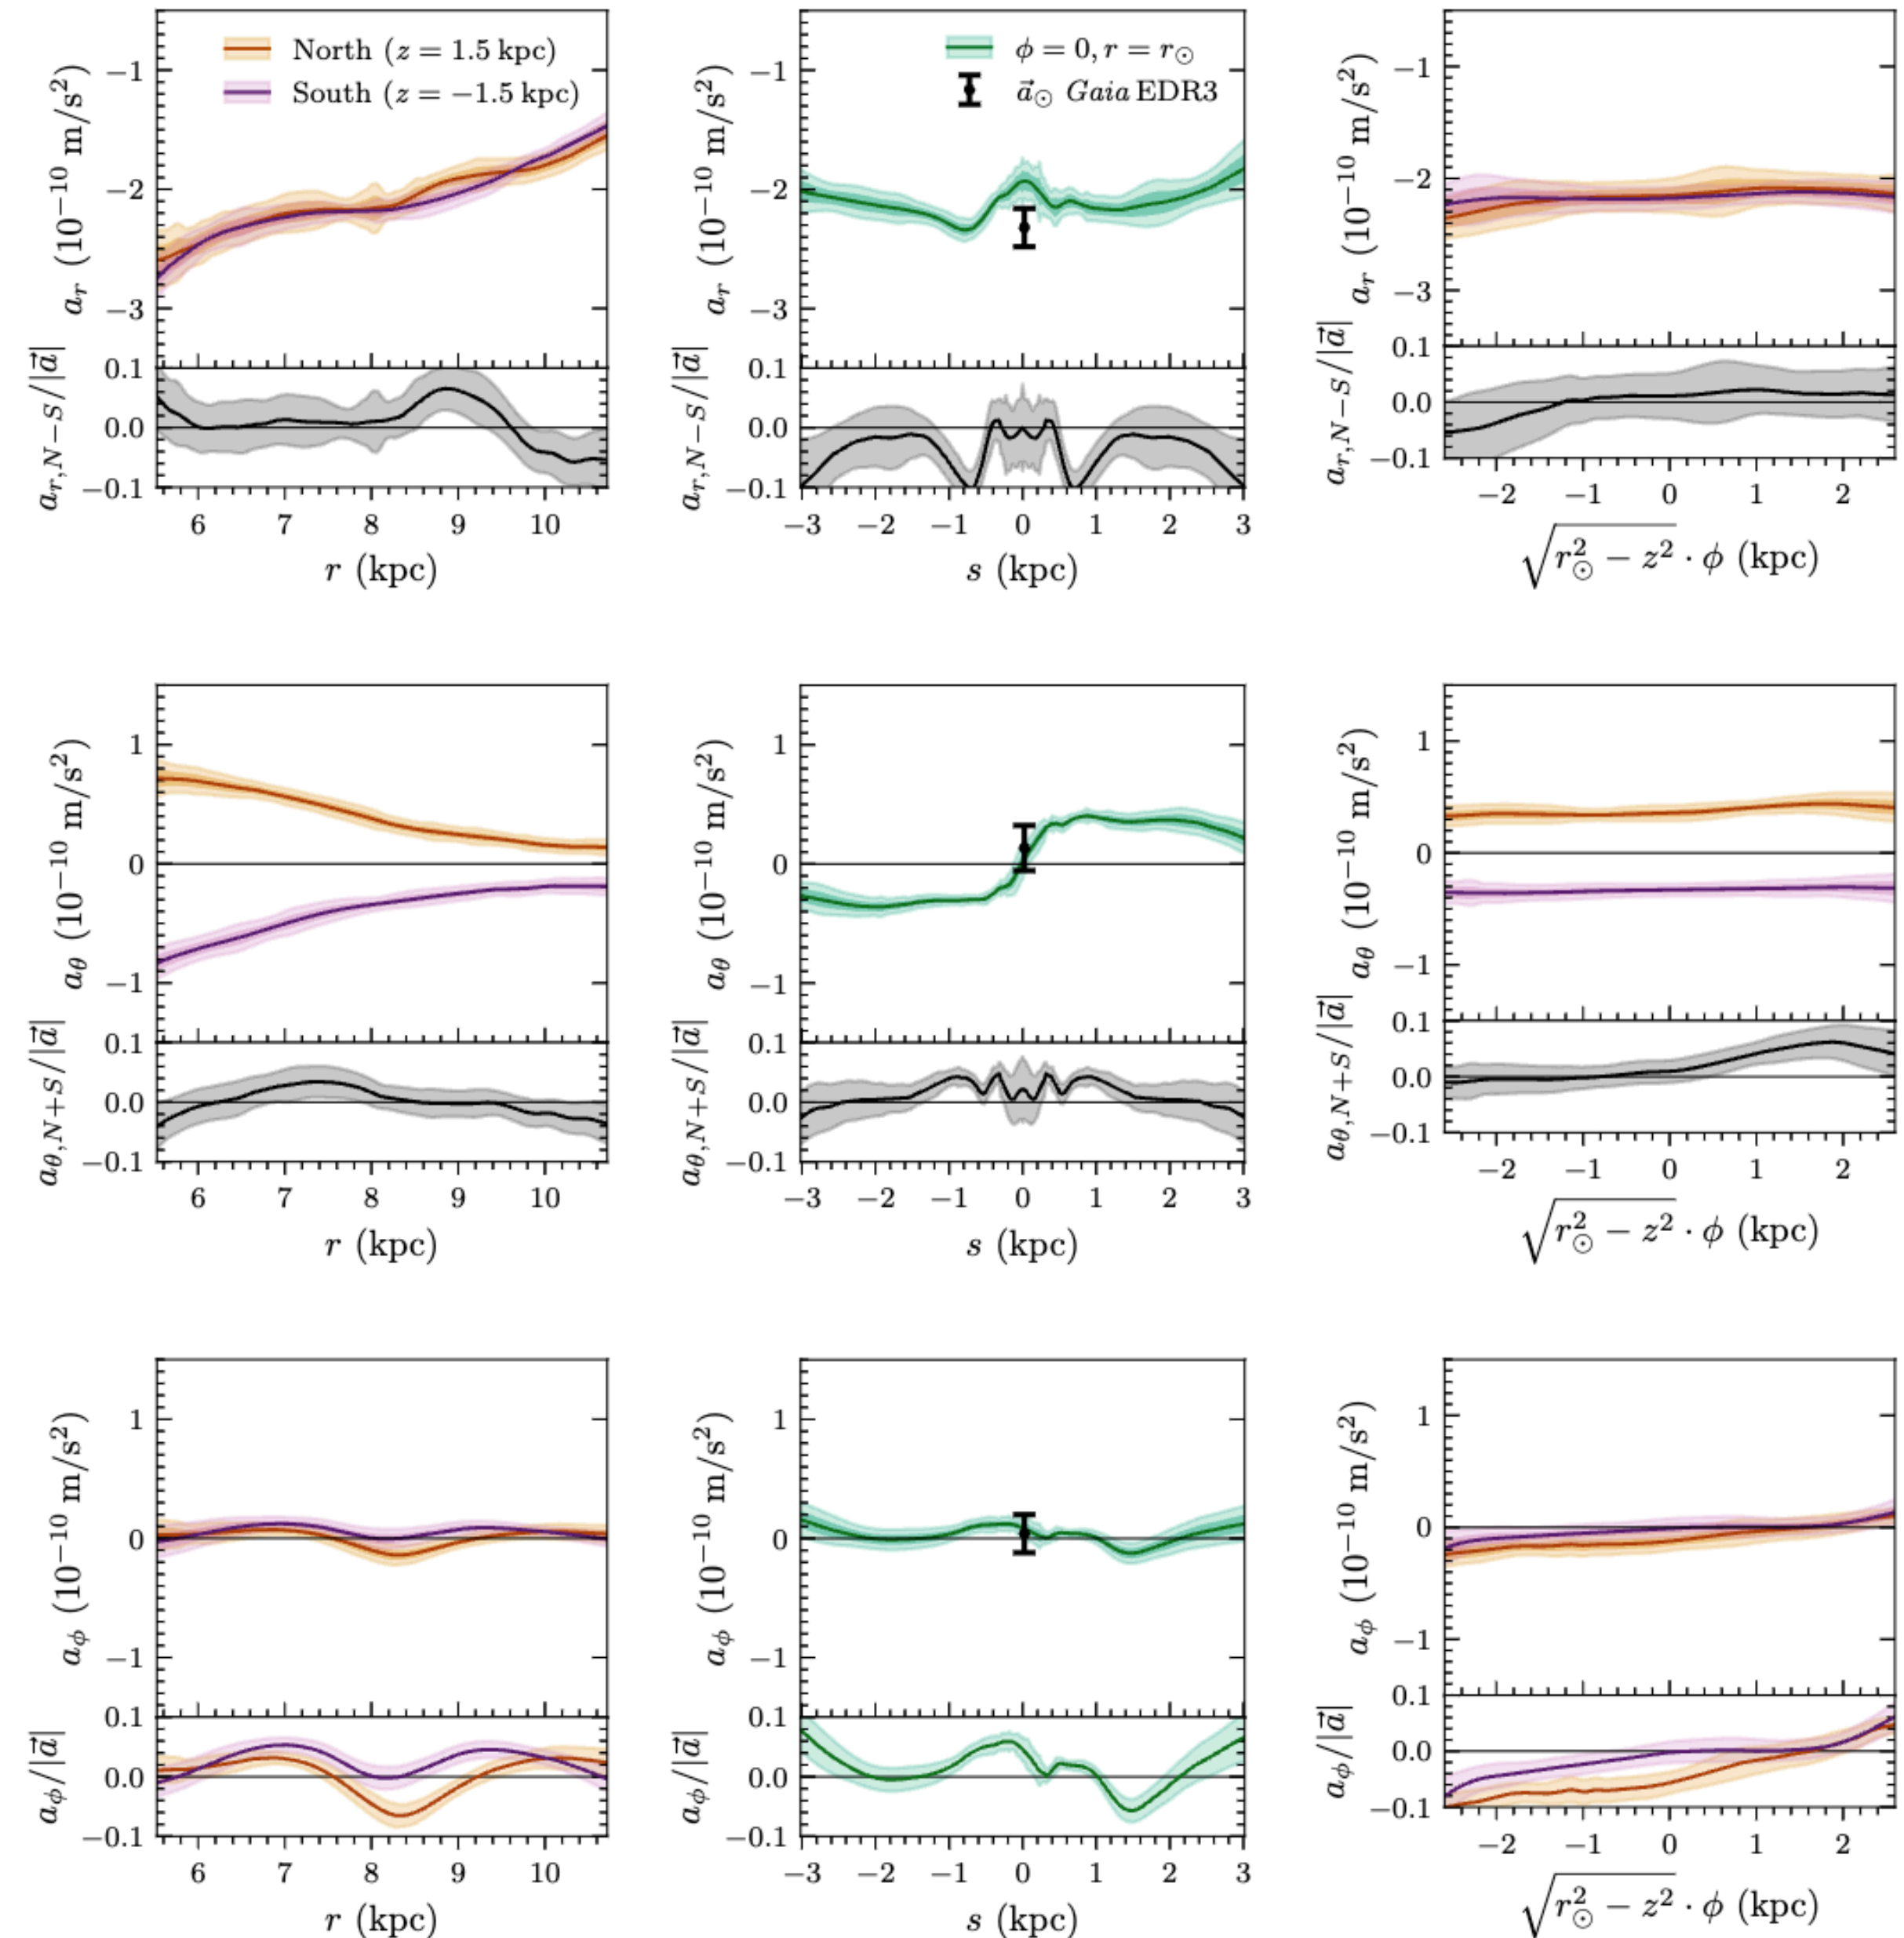 North (z = 1.5 kpc)
South (z = −1.5 kpc)
a_r (10^−10 m/s^2)
−1
−2
−3
a_{r,N−S}/|a⃗|
0.1
0.0
−0.1
6 7 8 9 10
r (kpc)
ϕ = 0, r = r_⊙
a⃗_⊙ Gaia EDR3
a_r (10^−10 m/s^2)
−1
−2
−3
a_{r,N−S}/|a⃗|
0.1
0.0
−0.1
−3 −2 −1 0 1 2 3
s (kpc)
a_r (10^−10 m/s^2)
−1
−2
−3
a_{r,N−S}/|a⃗|
0.1
0.0
−0.1
−2 −1 0 1 2
√(r_⊙^2 − z^2) · ϕ (kpc)
a_θ (10^−10 m/s^2)
1
0
−1
a_{θ,N+S}/|a⃗|
0.1
0.0
−0.1
6 7 8 9 10
r (kpc)
a_θ (10^−10 m/s^2)
1
0
−1
a_{θ,N+S}/|a⃗|
0.1
0.0
−0.1
−3 −2 −1 0 1 2 3
s (kpc)
a_θ (10^−10 m/s^2)
1
0
−1
a_{θ,N+S}/|a⃗|
0.1
0.0
−0.1
−2 −1 0 1 2
√(r_⊙^2 − z^2) · ϕ (kpc)
a_ϕ (10^−10 m/s^2)
1
0
−1
a_ϕ/|a⃗|
0.1
0.0
−0.1
6 7 8 9 10
r (kpc)
a_ϕ (10^−10 m/s^2)
1
0
−1
a_ϕ/|a⃗|
0.1
0.0
−0.1
−3 −2 −1 0 1 2 3
s (kpc)
a_ϕ (10^−10 m/s^2)
1
0
−1
a_ϕ/|a⃗|
0.1
0.0
−0.1
−2 −1 0 1 2
√(r_⊙^2 − z^2) · ϕ (kpc)